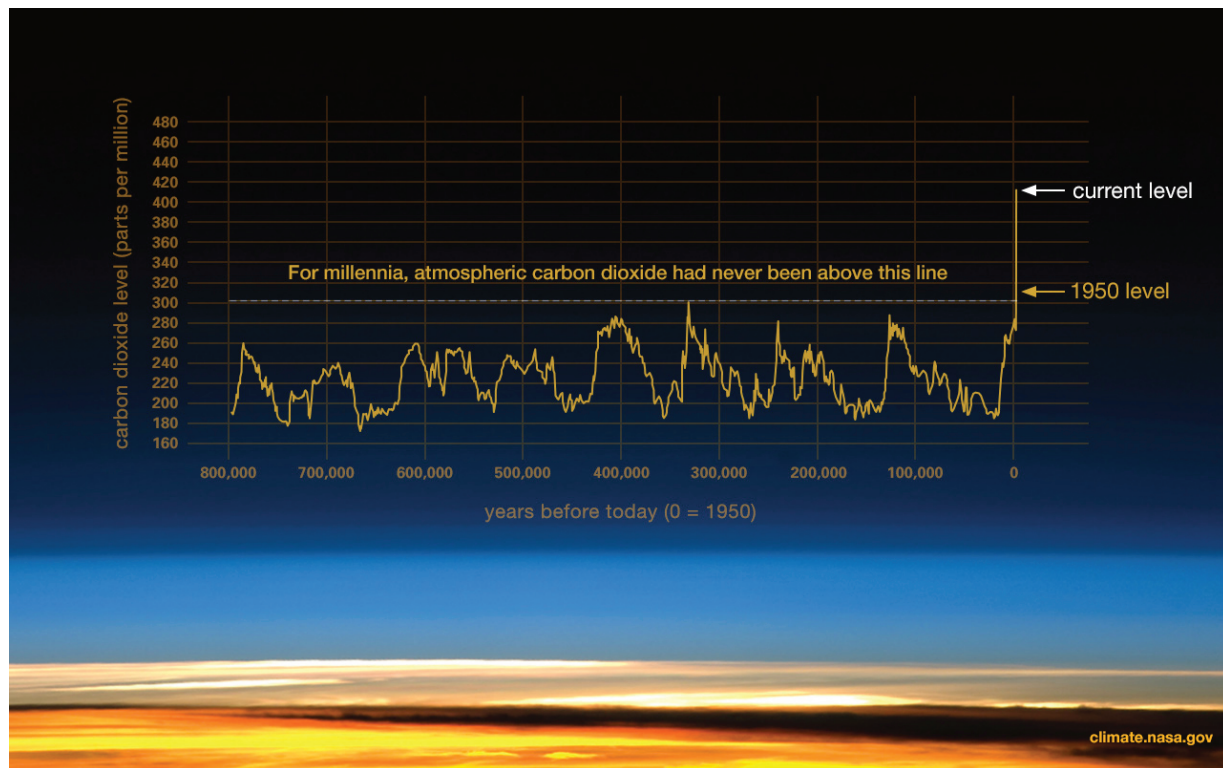 carbon dioxide level (parts per million)
480
460
440
420
400
380
360
340
320
300
280
260
240
220
200
180
160
current level
For millennia, atmospheric carbon dioxide had never been above this line
1950 level
800,000 700,000 600,000 500,000 400,000 300,000 200,000 100,000 0
years before today (0 = 1950)
climate.nasa.gov